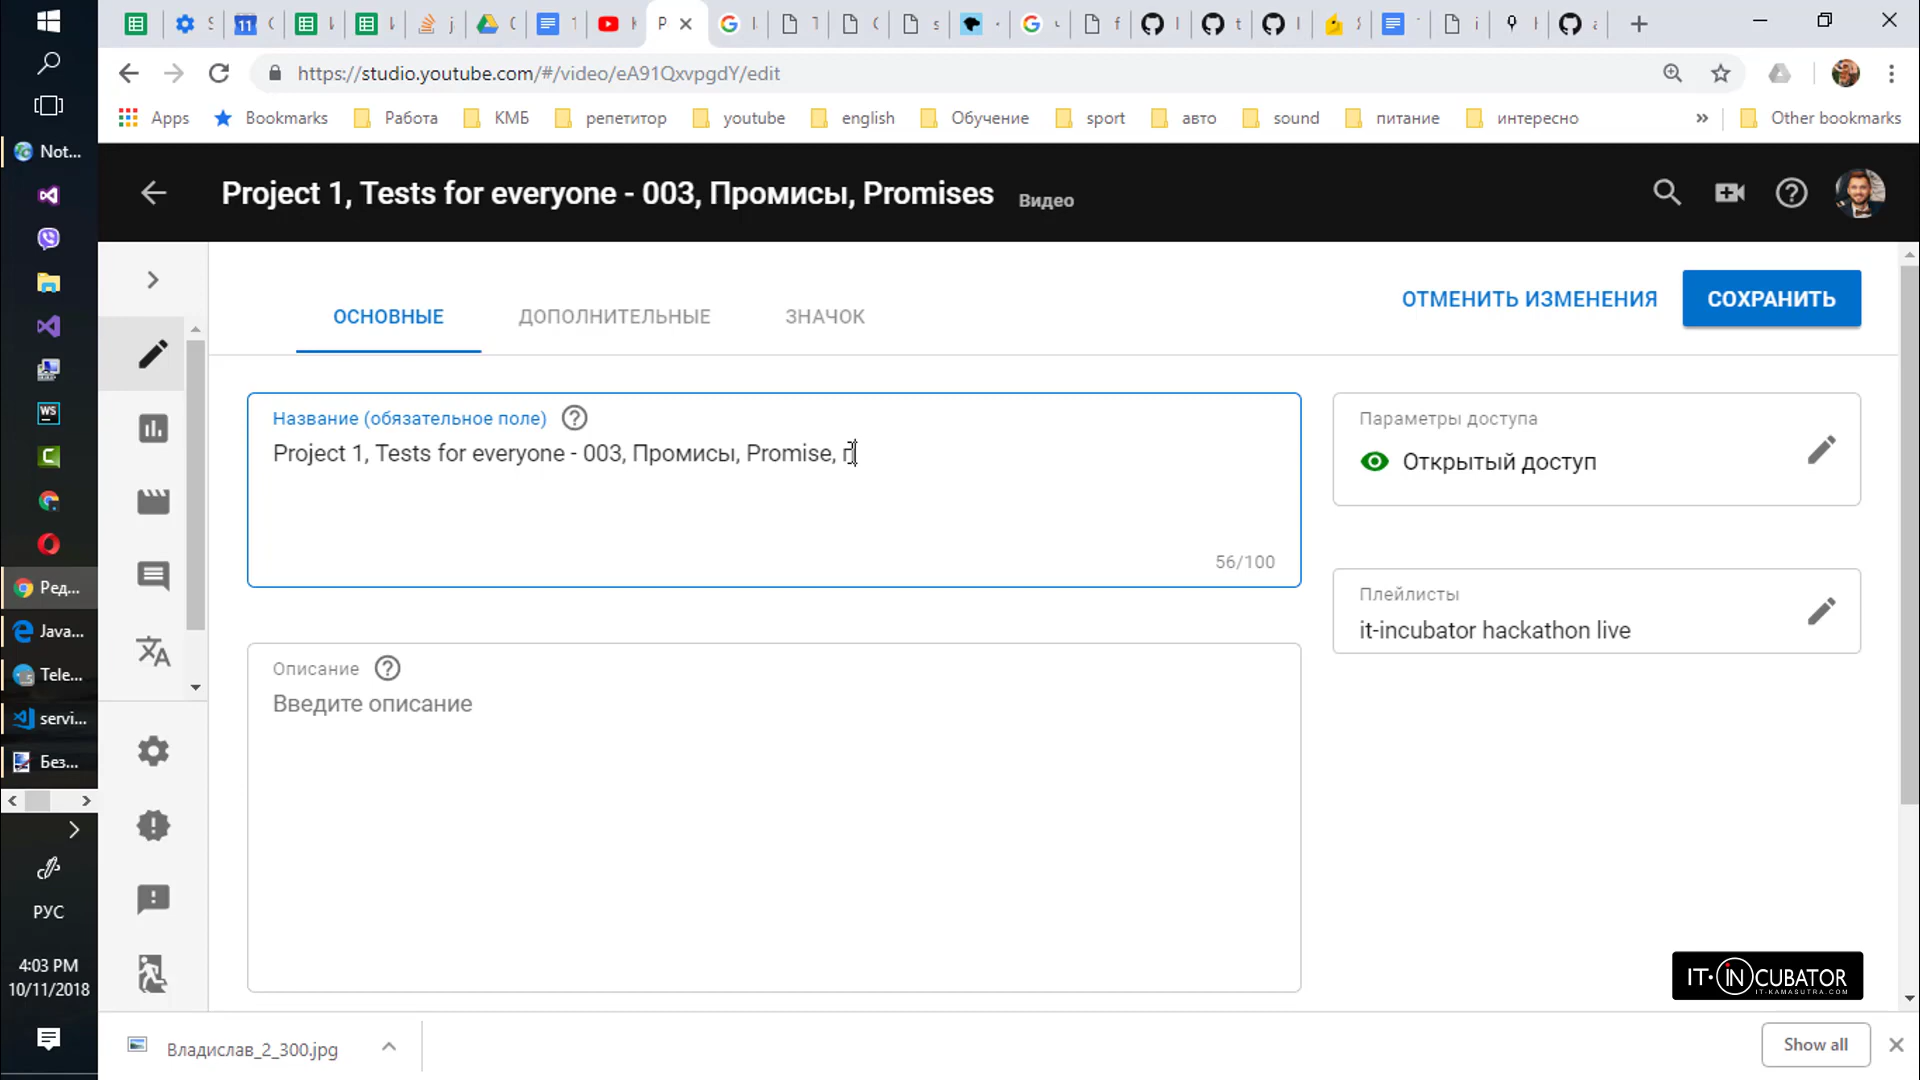 https://studio.youtube.com/#/video/eA91QxvpgdY/edit
Apps Bookmarks Работа КМБ репетитор youtube english Обучение sport авто sound питание интересно » Other bookmarks
Not...
Project 1, Tests for everyone - 003, Промисы, Promises Видео
ОСНОВНЫЕ ДОПОЛНИТЕЛЬНЫЕ ЗНАЧОК ОТМЕНИТЬ ИЗМЕНЕНИЯ СОХРАНИТЬ
Название (обязательное поле)
Project 1, Tests for everyone - 003, Промисы, Promise,
56/100
Параметры доступа
Открытый доступ
Плейлисты
it-incubator hackathon live
Описание
Введите описание
WS
Ред...
Java...
Tele...
servi...
Без...
РУС
4:03 PM
10/11/2018
IT-INCUBATOR
IT-KAMASUTRA.COM
Владислав_2_300.jpg
Show all